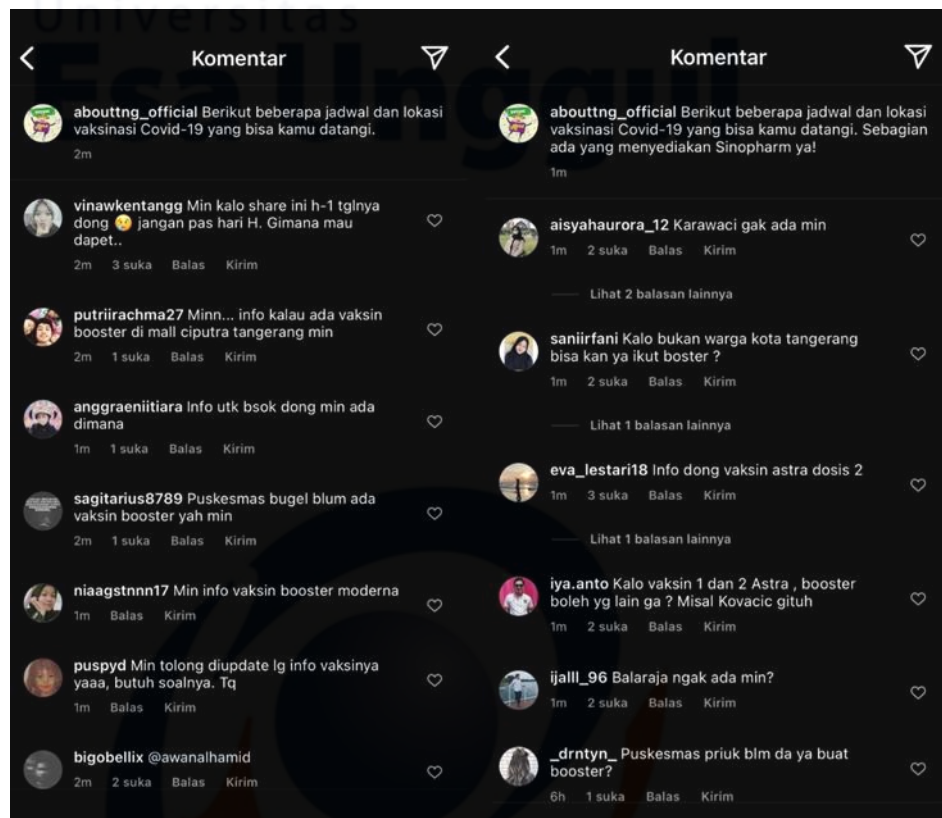 Universitas
Esa Unggul
Komentar
abouttng_official Berikut beberapa jadwal dan lokasi
vaksinasi Covid-19 yang bisa kamu datangi.
2m
vinawkentangg Min kalo share ini h-1 tglnya
dong 😢 jangan pas hari H. Gimana mau
dapet..
2m 3 suka Balas Kirim
putriirachma27 Minn... info kalau ada vaksin
booster di mall ciputra tangerang min
2m 1 suka Balas Kirim
anggraeniitiara Info utk bsok dong min ada
dimana
1m 1 suka Balas Kirim
sagitarius8789 Puskesmas bugel blum ada
vaksin booster yah min
2m 1 suka Balas Kirim
niaagstnnn17 Min info vaksin booster moderna
1m Balas Kirim
puspyd Min tolong diupdate lg info vaksinya
yaaa, butuh soalnya. Tq
1m Balas Kirim
bigobellix @awanalhamid
2m 2 suka Balas Kirim
Komentar
abouttng_official Berikut beberapa jadwal dan lokasi
vaksinasi Covid-19 yang bisa kamu datangi. Sebagian
ada yang menyediakan Sinopharm ya!
1m
aisyahaurora_12 Karawaci gak ada min
1m 2 suka Balas Kirim
Lihat 2 balasan lainnya
saniirfani Kalo bukan warga kota tangerang
bisa kan ya ikut boster ?
1m 2 suka Balas Kirim
Lihat 1 balasan lainnya
eva_lestari18 Info dong vaksin astra dosis 2
1m 3 suka Balas Kirim
Lihat 1 balasan lainnya
iya.anto Kalo vaksin 1 dan 2 Astra , booster
boleh yg lain ga ? Misal Kovacic gituh
1m 2 suka Balas Kirim
ijalll_96 Balaraja ngak ada min?
1m 2 suka Balas Kirim
_drntyn_ Puskesmas priuk blm da ya buat
booster?
6h 1 suka Balas Kirim